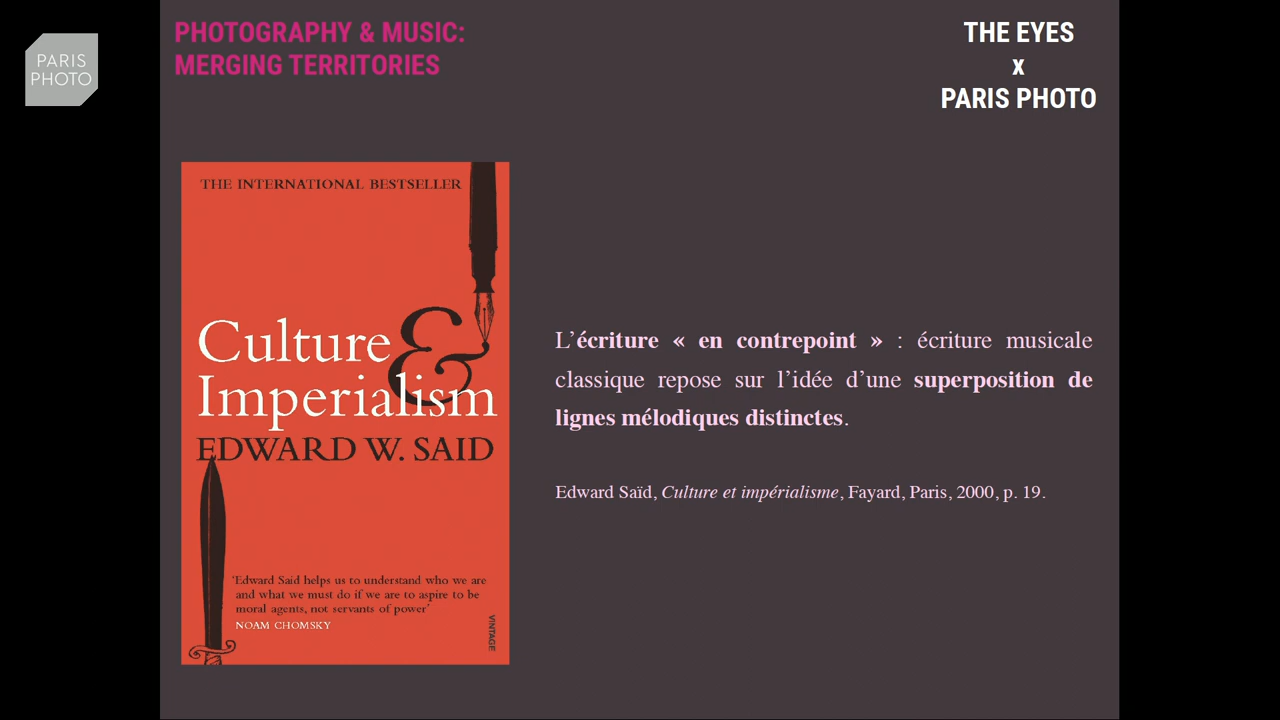 PARIS
PHOTO
PHOTOGRAPHY & MUSIC:
MERGING TERRITORIES
THE EYES
x
PARIS PHOTO
THE INTERNATIONAL BESTSELLER
Culture &
Imperialism
EDWARD W. SAID
'Edward Said helps us to understand who we are
and what we must do if we are to aspire to be
moral agents, not servants of power'
NOAM CHOMSKY
VINTAGE
L'écriture « en contrepoint » : écriture musicale
classique repose sur l'idée d'une superposition de
lignes mélodiques distinctes.
Edward Saïd, Culture et impérialisme, Fayard, Paris, 2000, p. 19.